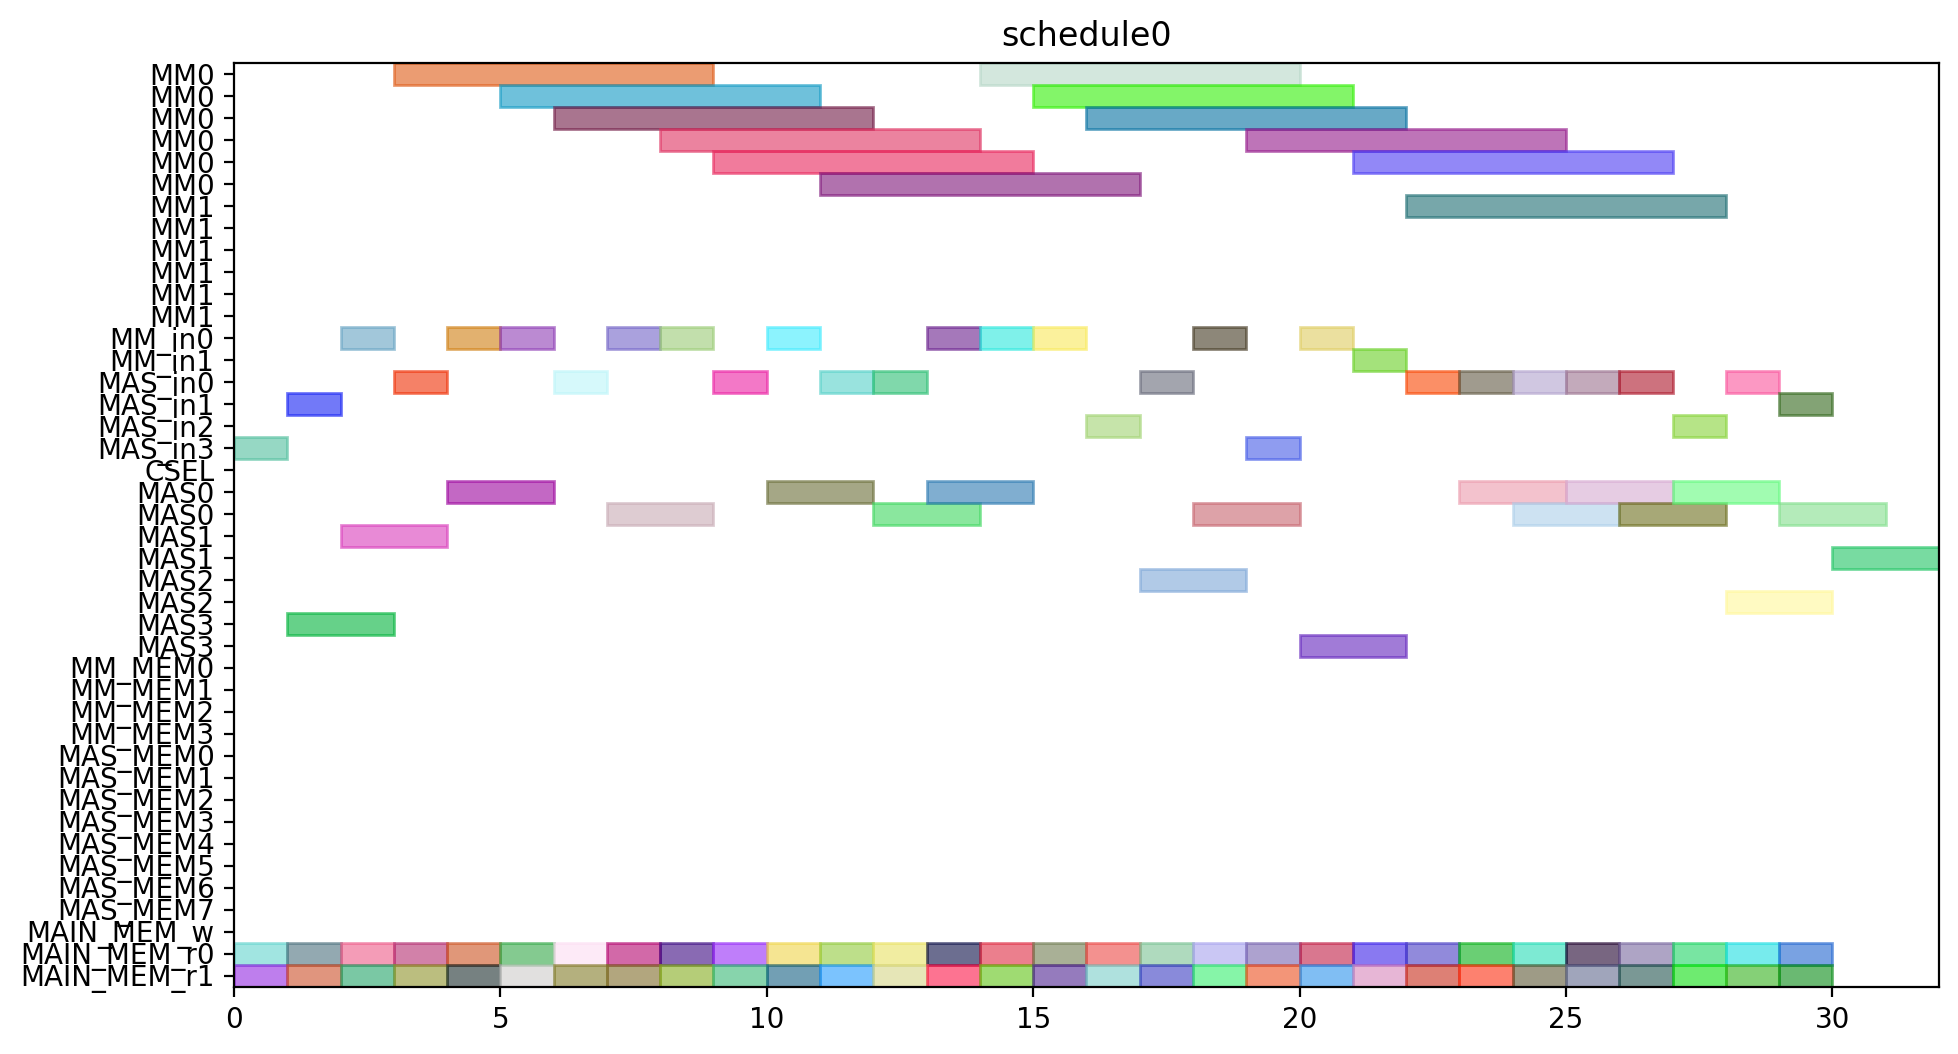 schedule0
MM0
MM0
MM0
MM0
MM0
MM0
MM1
MM1
MM1
MM1
MM1
MM1
MM_in0
MM_in1
MAS_in0
MAS_in1
MAS_in2
MAS_in3
CSEL
MAS0
MAS0
MAS1
MAS1
MAS2
MAS2
MAS3
MAS3
MM_MEM0
MM_MEM1
MM_MEM2
MM_MEM3
MAS_MEM0
MAS_MEM1
MAS_MEM2
MAS_MEM3
MAS_MEM4
MAS_MEM5
MAS_MEM6
MAS_MEM7
MAIN_MEM_w
MAIN_MEM_r0
MAIN_MEM_r1
0 5 10 15 20 25 30